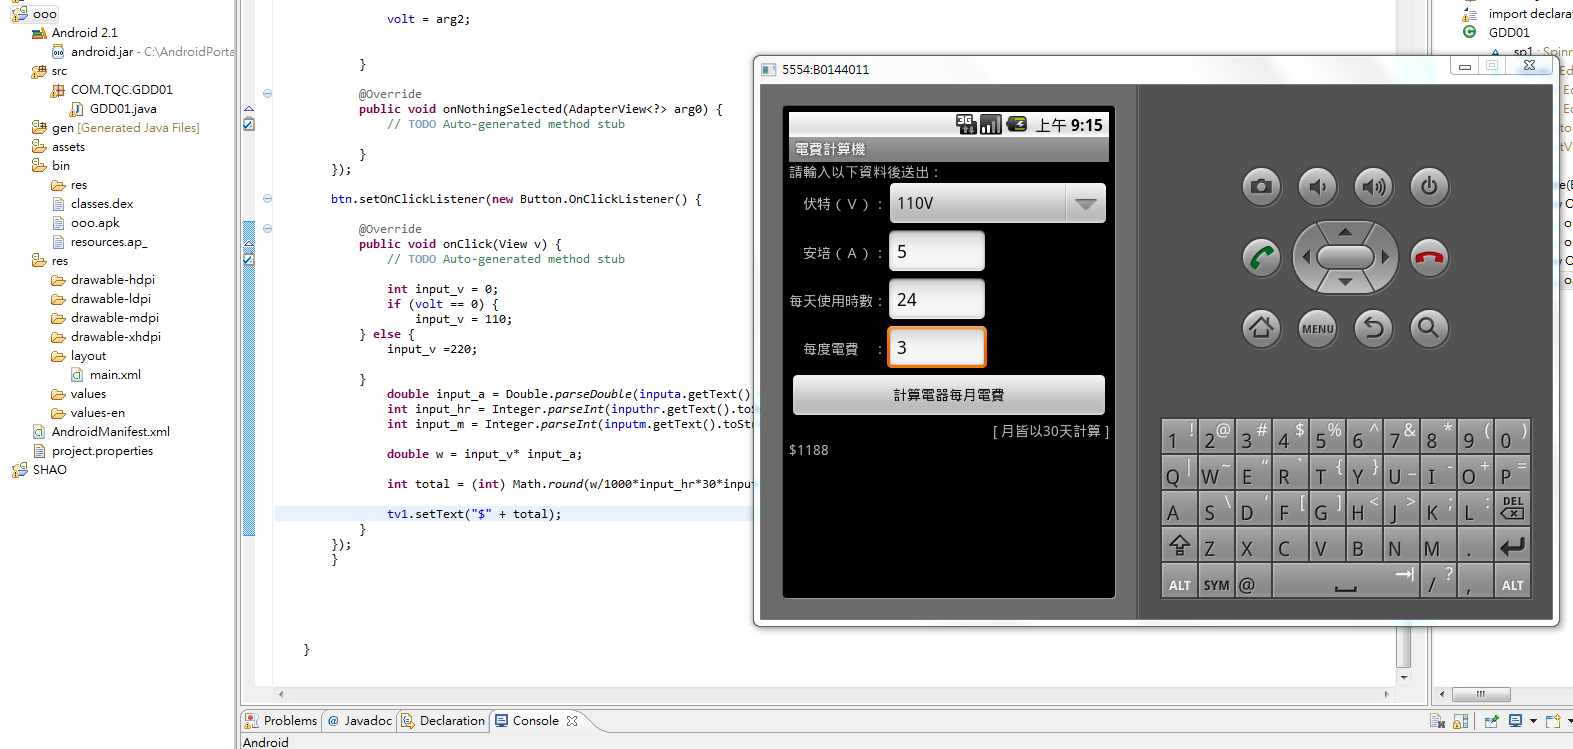 ooo
Android 2.1
android.jar - C:\AndroidPorta
src
COM.TQC.GDD01
GDD01.java
gen [Generated Java Files]
assets
bin
res
classes.dex
ooo.apk
resources.ap_
res
drawable-hdpi
drawable-ldpi
drawable-mdpi
drawable-xhdpi
layout
main.xml
values
values-en
AndroidManifest.xml
project.properties
SHAO
volt = arg2;
}
@Override
public void onNothingSelected(AdapterView<?> arg0) {
// TODO Auto-generated method stub
}
});
btn.setOnClickListener(new Button.OnClickListener() {
@Override
public void onClick(View v) {
// TODO Auto-generated method stub
int input_v = 0;
if (volt == 0) {
input_v = 110;
} else {
input_v =220;
}
double input_a = Double.parseDouble(inputa.getText()
int input_hr = Integer.parseInt(inputhr.getText().toS
int input_m = Integer.parseInt(inputm.getText().toStr
double w = input_v* input_a;
int total = (int) Math.round(w/1000*input_hr*30*input
tv1.setText("$" + total);
}
});
}
}
5554:B0144011
3G
上午 9:15
電費計算機
請輸入以下資料後送出：
伏特（V）： 110V
安培（A）： 5
每天使用時數： 24
每度電費 ： 3
計算電器每月電費
[ 月皆以30天計算 ]
$1188
MENU
1 ! 2 @ 3 # 4 $ 5 % 6 ^ 7 & 8 * 9 ( 0 )
Q | W ~ E “ R ` T { Y } U _ I - O + P =
A S \ D ‘ F [ G ] H < J > K ; L : DEL
Z X C V B N M .
ALT SYM @ / ? , ALT
import declarat
GDD01
sp1 : Spinn
Problems @ Javadoc Declaration Console
Android